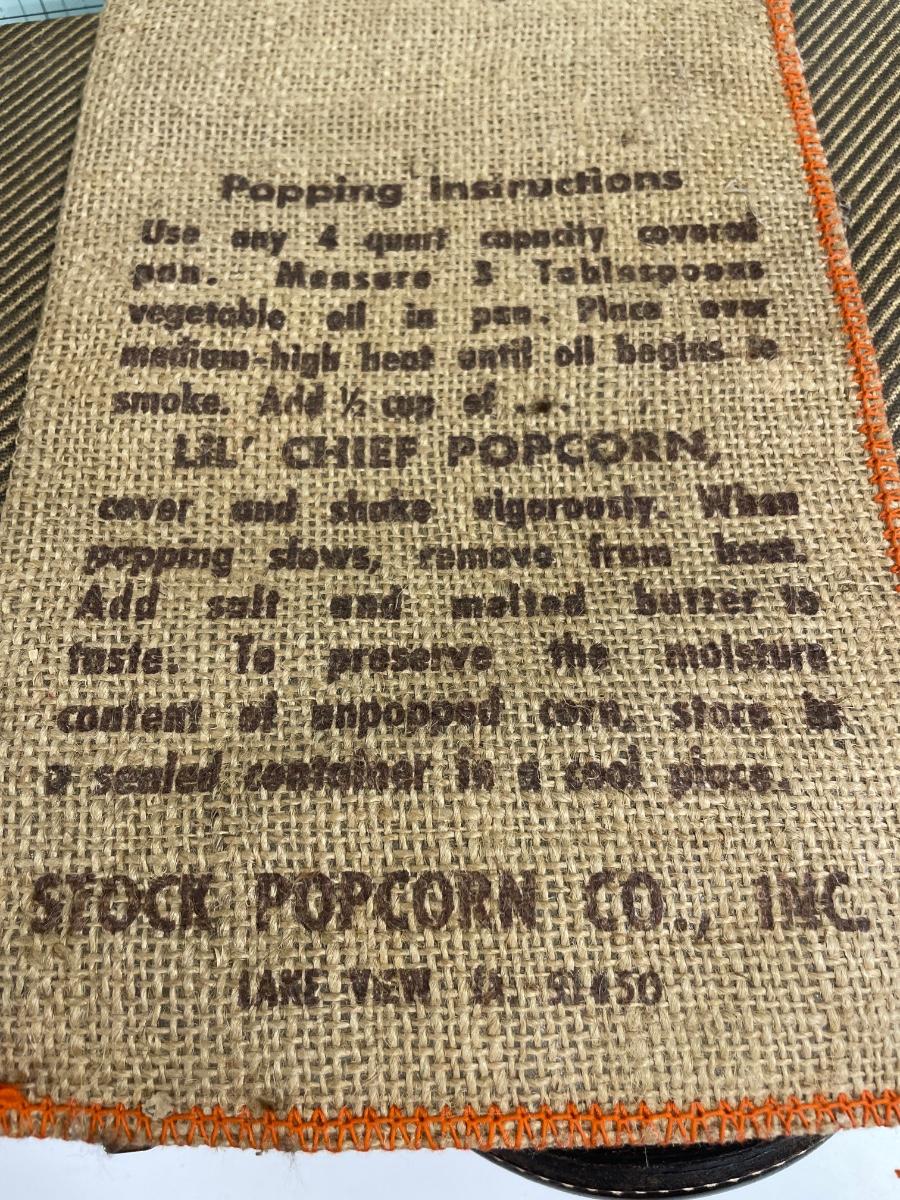 Popping Instructions
Use any 4 quart capacity covered
pan. Measure 3 Tablespoons
vegetable oil in pan. Place over
medium-high heat until oil begins to
smoke. Add ½ cup of ....
LIL' CHIEF POPCORN,
cover and shake vigorously. When
popping slows, remove from heat.
Add salt and melted butter to
taste. To preserve the moisture
content of unpopped corn, store in
a sealed container in a cool place.
STOCK POPCORN CO., INC.
LAKE VIEW IA. 51450